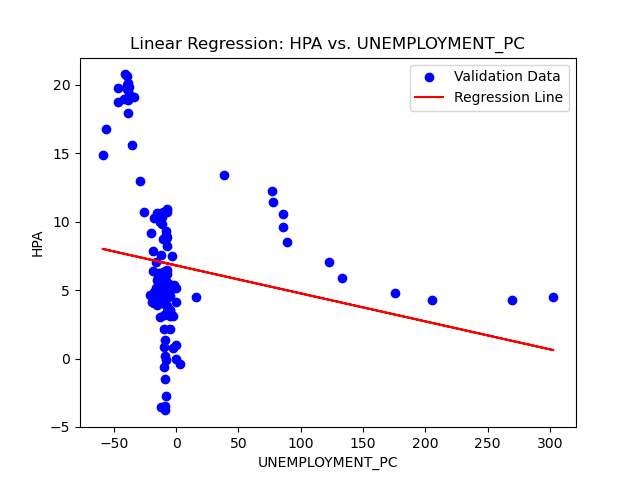 Linear Regression: HPA vs. UNEMPLOYMENT_PC
Validation Data
Regression Line
HPA
20
15
10
5
0
−5
−50
0
50
100
150
200
250
300
UNEMPLOYMENT_PC